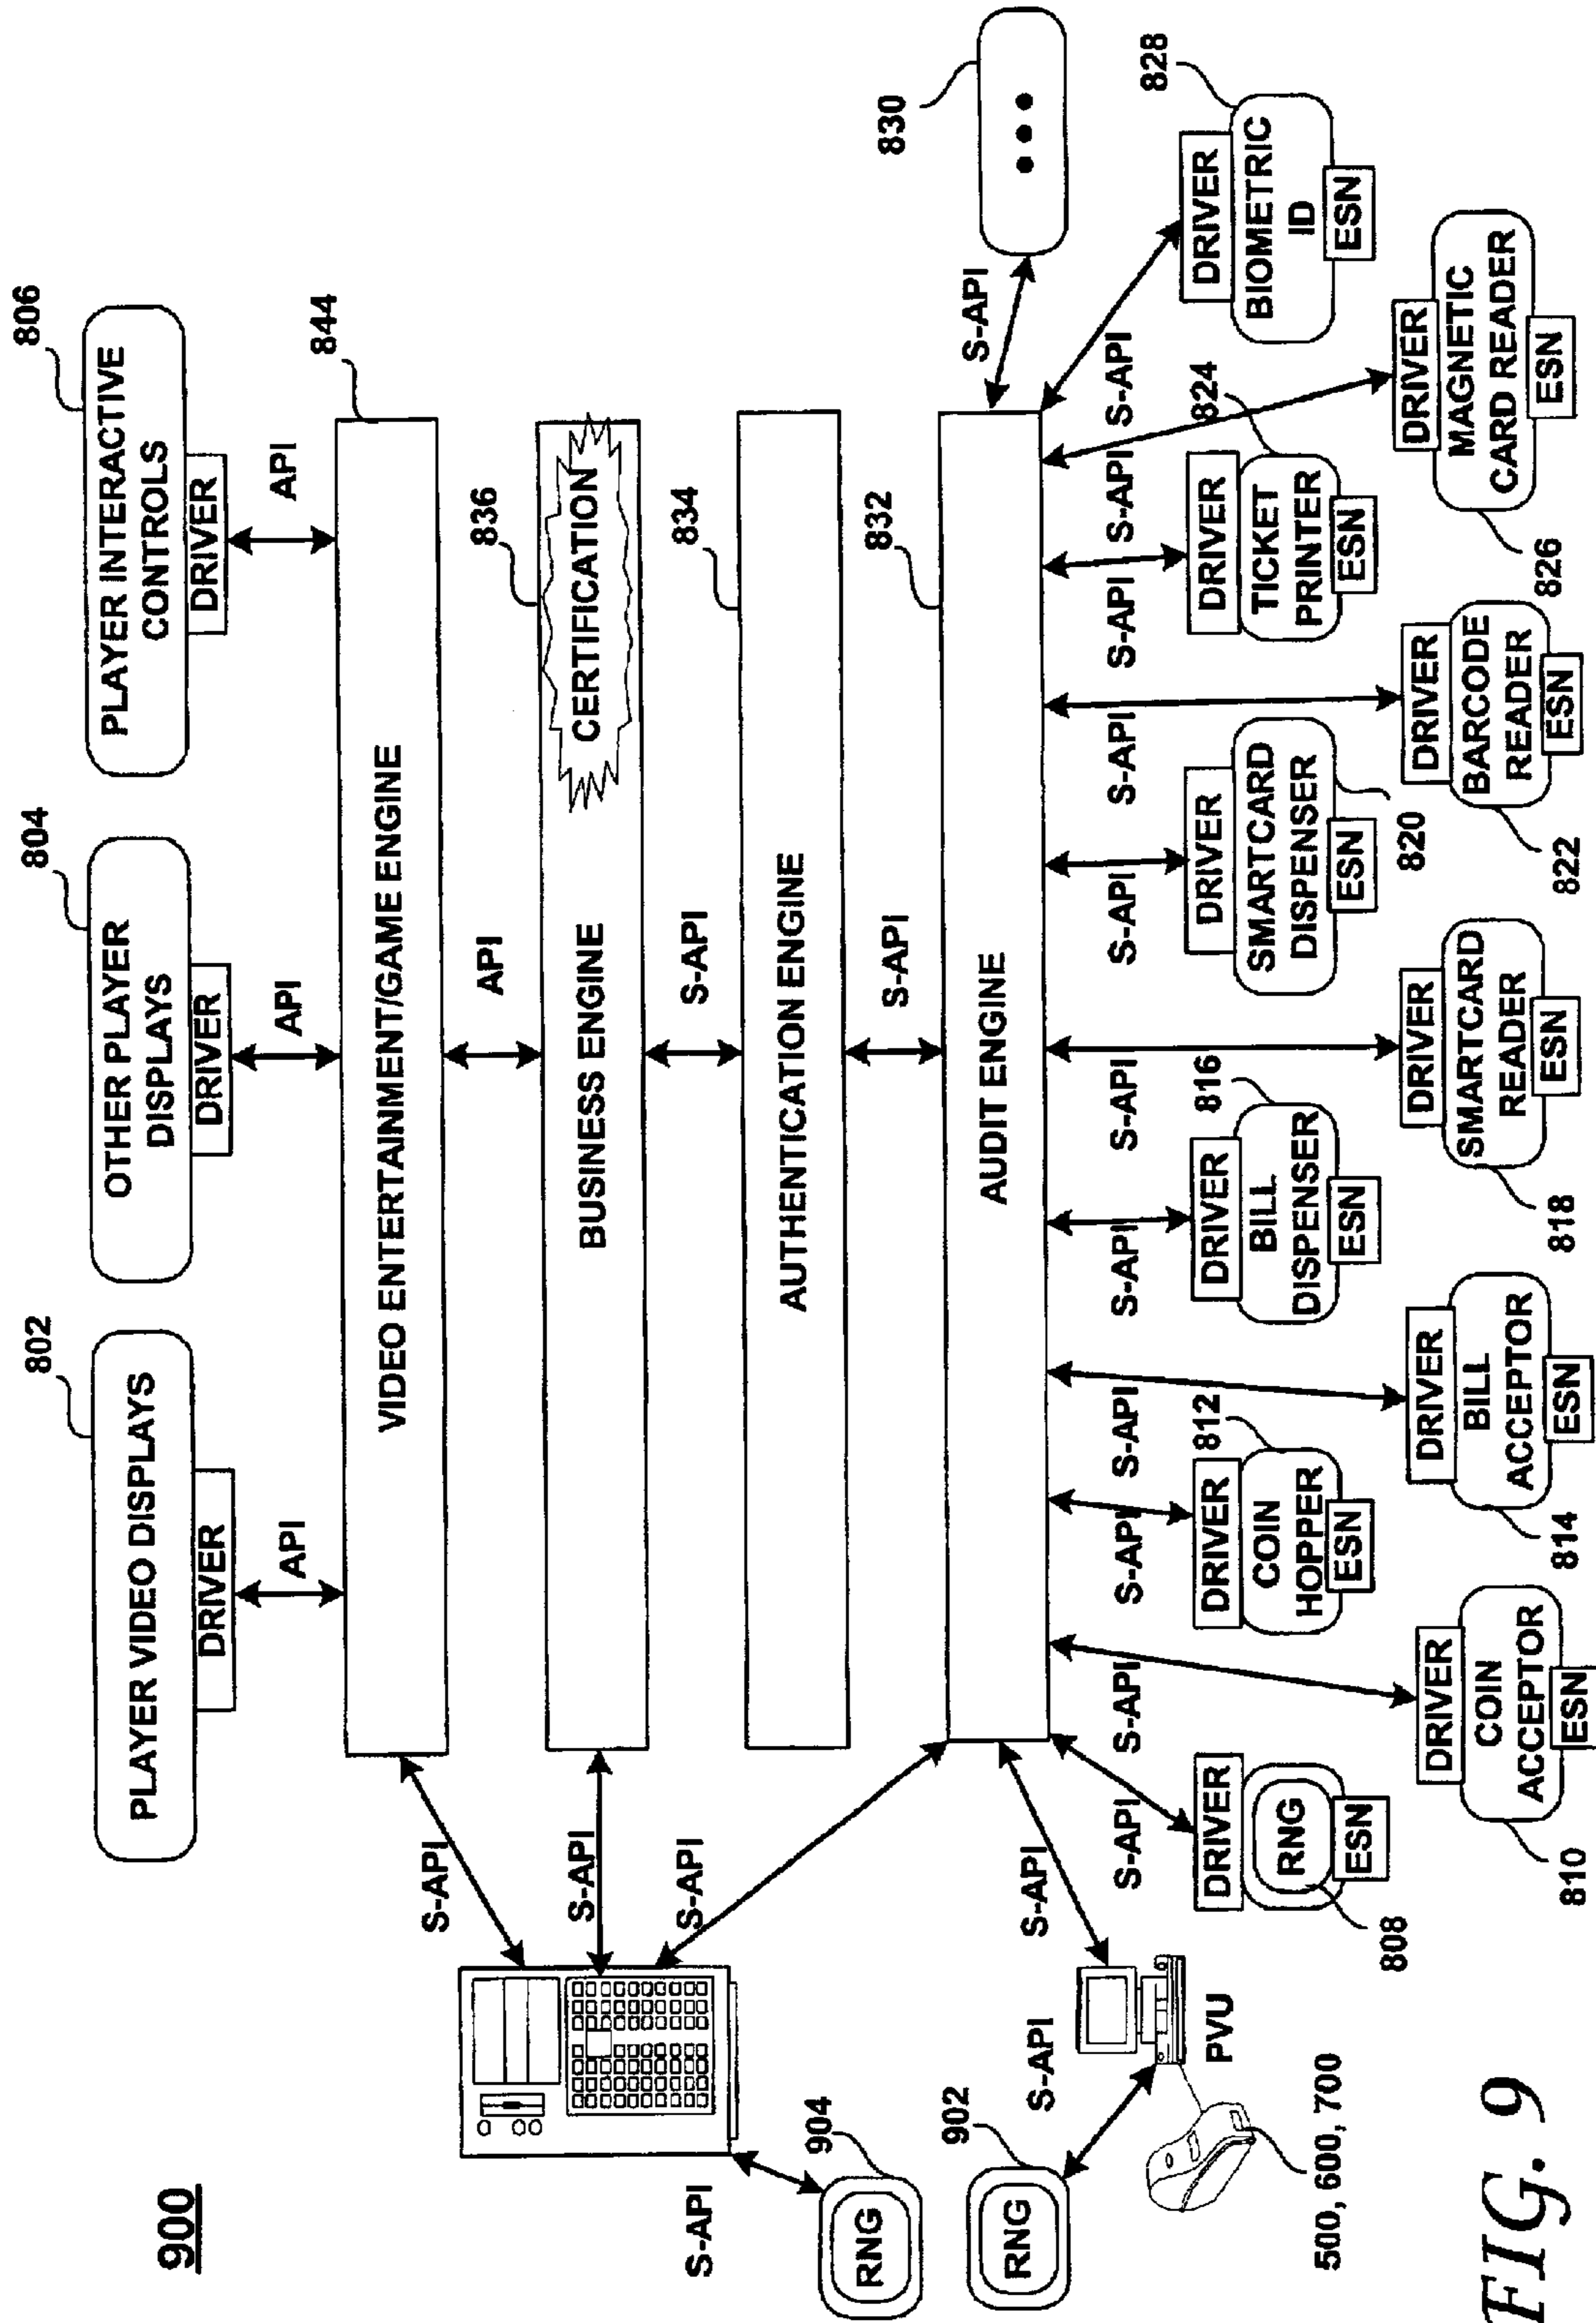 900
802
804
806
PLAYER VIDEO DISPLAYS
DRIVER
OTHER PLAYER
DISPLAYS
DRIVER
PLAYER INTERACTIVE
CONTROLS
DRIVER
API
API
API
844
VIDEO ENTERTAINMENT/GAME ENGINE
S-API
API
836
BUSINESS ENGINE
CERTIFICATION
S-API
S-API
834
AUTHENTICATION ENGINE
S-API
S-API
832
AUDIT ENGINE
S-API
830
S-API
904
RNG
902
RNG
S-API
S-API
PVU
500, 600, 700
S-API
S-API
S-API
S-API
S-API
S-API
S-API
S-API
S-API
S-API
S-API
DRIVER
RNG
ESN
808
DRIVER
COIN
ACCEPTOR
ESN
810
DRIVER
COIN
HOPPER
ESN
812
DRIVER
BILL
ACCEPTOR
ESN
814
DRIVER
BILL
DISPENSER
ESN
816
DRIVER
SMARTCARD
READER
ESN
818
DRIVER
SMARTCARD
DISPENSER
ESN
820
DRIVER
BARCODE
READER
ESN
822
DRIVER
TICKET
PRINTER
ESN
824
DRIVER
MAGNETIC
CARD READER
ESN
826
DRIVER
BIOMETRIC
ID
ESN
828
FIG. 9